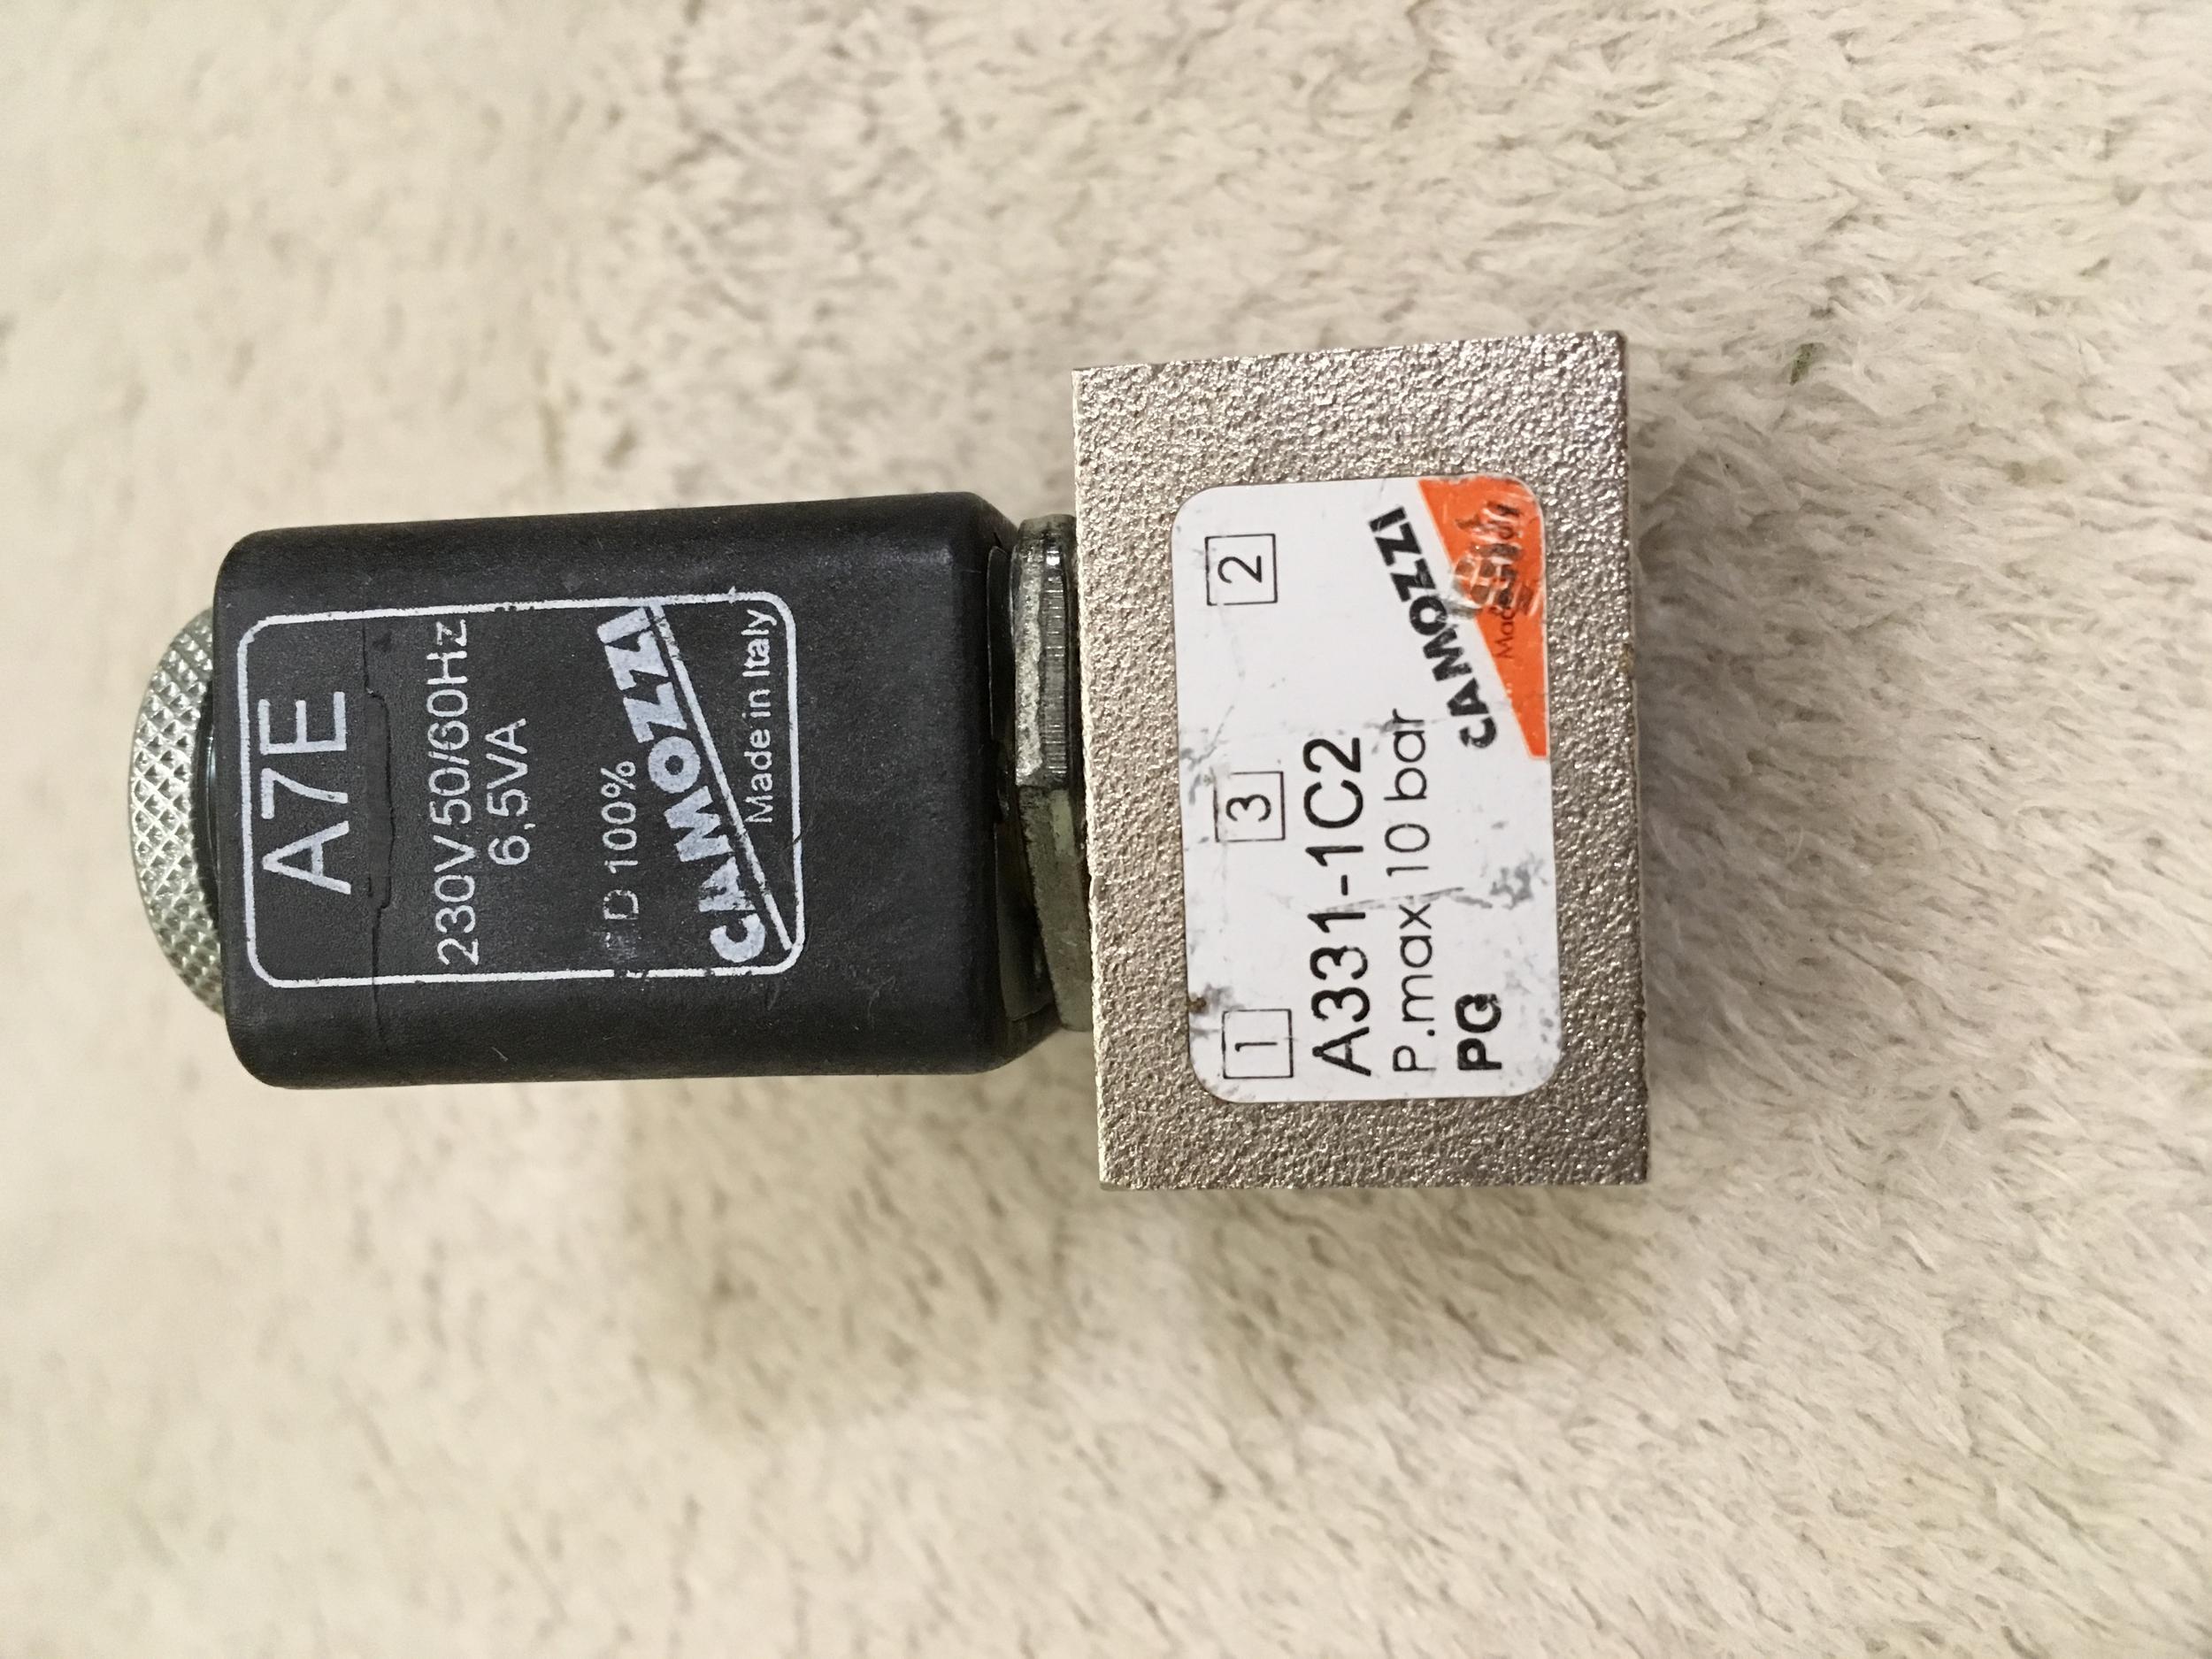 A7E
230V 50/60Hz
6,5VA
D 100%
CAMOZZI
Made in Italy
1 3 2
A331-1C2
P.max 10 bar
PG
CAMOZZI